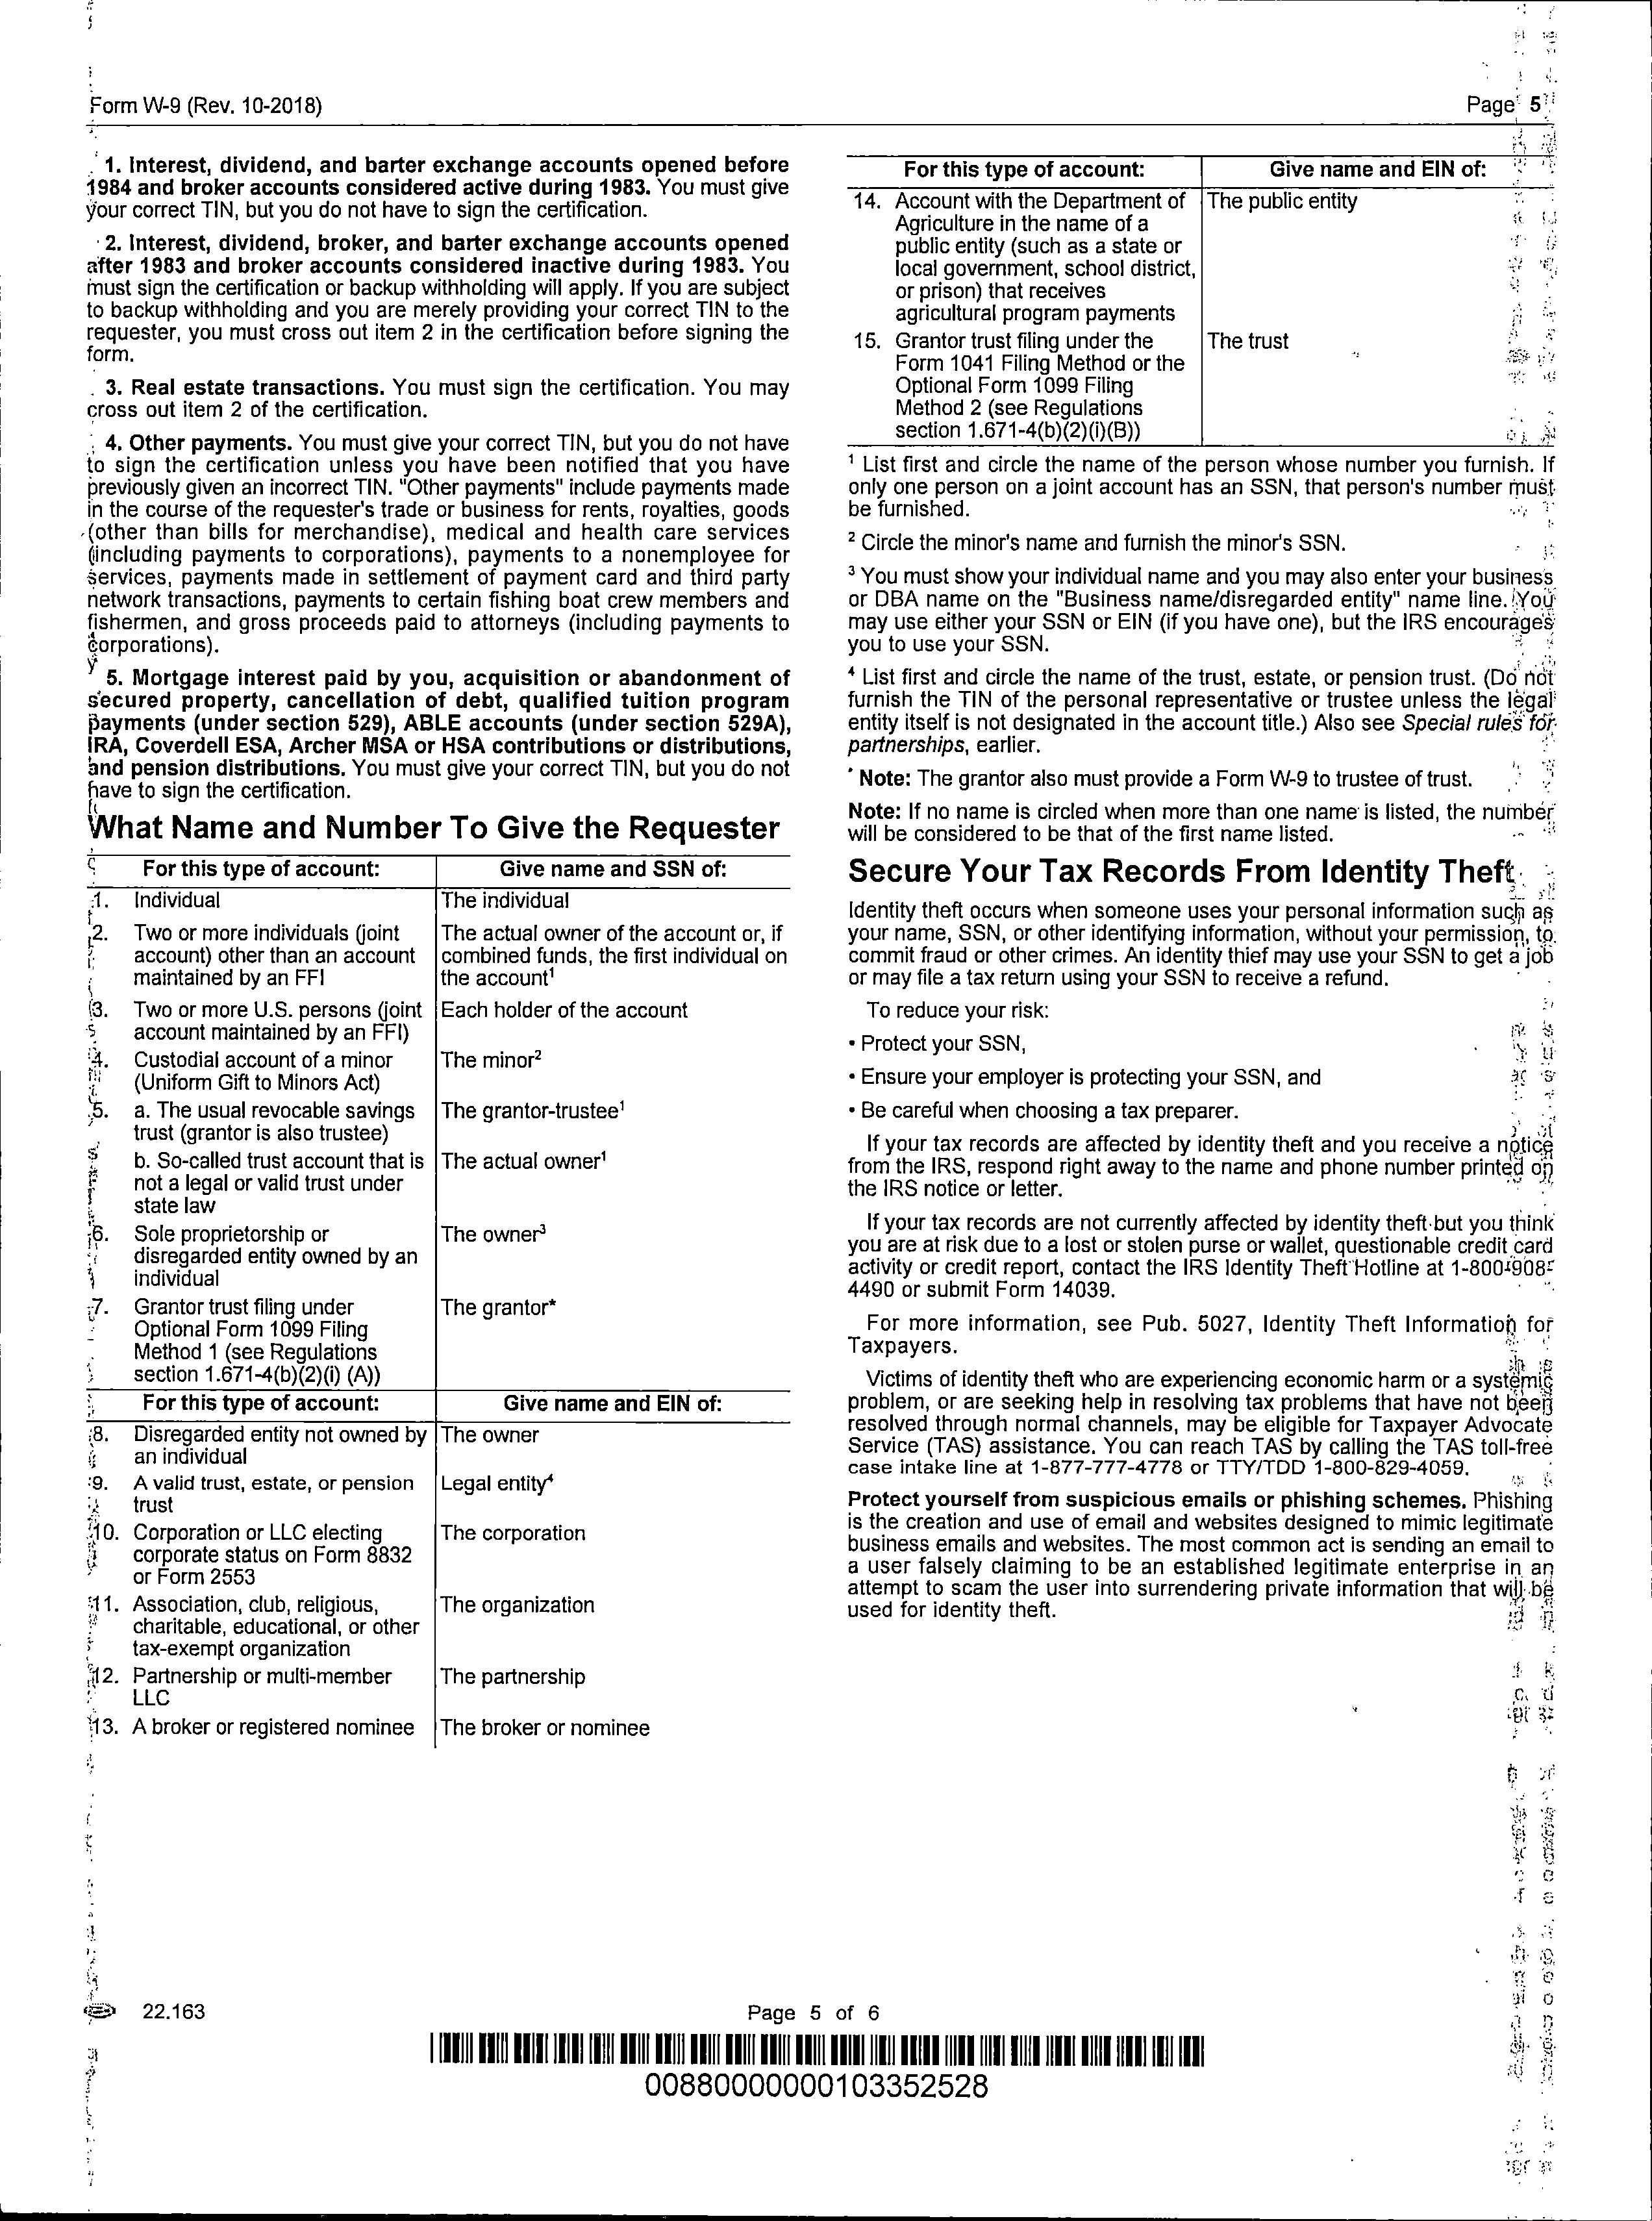 Form W-9 (Rev. 10-2018)
Page 5
1. Interest, dividend, and barter exchange accounts opened before
1984 and broker accounts considered active during 1983. You must give
your correct TIN, but you do not have to sign the certification.
2. Interest, dividend, broker, and barter exchange accounts opened
after 1983 and broker accounts considered inactive during 1983. You
must sign the certification or backup withholding will apply. If you are subject
to backup withholding and you are merely providing your correct TIN to the
requester, you must cross out item 2 in the certification before signing the
form.
3. Real estate transactions. You must sign the certification. You may
cross out item 2 of the certification.
4. Other payments. You must give your correct TIN, but you do not have
to sign the certification unless you have been notified that you have
previously given an incorrect TIN. "Other payments" include payments made
in the course of the requester's trade or business for rents, royalties, goods
(other than bills for merchandise), medical and health care services
(including payments to corporations), payments to a nonemployee for
services, payments made in settlement of payment card and third party
network transactions, payments to certain fishing boat crew members and
fishermen, and gross proceeds paid to attorneys (including payments to
corporations).
5. Mortgage interest paid by you, acquisition or abandonment of
secured property, cancellation of debt, qualified tuition program
payments (under section 529), ABLE accounts (under section 529A),
IRA, Coverdell ESA, Archer MSA or HSA contributions or distributions,
and pension distributions. You must give your correct TIN, but you do not
have to sign the certification.
What Name and Number To Give the Requester
For this type of account: Give name and SSN of:
1. Individual The individual
2. Two or more individuals (joint The actual owner of the account or, if
account) other than an account combined funds, the first individual on
maintained by an FFI the account¹
3. Two or more U.S. persons (joint Each holder of the account
account maintained by an FFI)
4. Custodial account of a minor The minor²
(Uniform Gift to Minors Act)
5. a. The usual revocable savings The grantor-trustee¹
trust (grantor is also trustee)
b. So-called trust account that is The actual owner¹
not a legal or valid trust under
state law
6. Sole proprietorship or The owner³
disregarded entity owned by an
individual
7. Grantor trust filing under The grantor*
Optional Form 1099 Filing
Method 1 (see Regulations
section 1.671-4(b)(2)(i) (A))
For this type of account: Give name and EIN of:
8. Disregarded entity not owned by The owner
an individual
9. A valid trust, estate, or pension Legal entity⁴
trust
10. Corporation or LLC electing The corporation
corporate status on Form 8832
or Form 2553
11. Association, club, religious, The organization
charitable, educational, or other
tax-exempt organization
12. Partnership or multi-member The partnership
LLC
13. A broker or registered nominee The broker or nominee
For this type of account: Give name and EIN of:
14. Account with the Department of The public entity
Agriculture in the name of a
public entity (such as a state or
local government, school district,
or prison) that receives
agricultural program payments
15. Grantor trust filing under the The trust
Form 1041 Filing Method or the
Optional Form 1099 Filing
Method 2 (see Regulations
section 1.671-4(b)(2)(i)(B))
¹ List first and circle the name of the person whose number you furnish. If
only one person on a joint account has an SSN, that person's number must
be furnished.
² Circle the minor's name and furnish the minor's SSN.
³ You must show your individual name and you may also enter your business
or DBA name on the "Business name/disregarded entity" name line. You
may use either your SSN or EIN (if you have one), but the IRS encourages
you to use your SSN.
⁴ List first and circle the name of the trust, estate, or pension trust. (Do not
furnish the TIN of the personal representative or trustee unless the legal
entity itself is not designated in the account title.) Also see Special rules for
partnerships, earlier.
* Note: The grantor also must provide a Form W-9 to trustee of trust.
Note: If no name is circled when more than one name is listed, the number
will be considered to be that of the first name listed.
Secure Your Tax Records From Identity Theft
Identity theft occurs when someone uses your personal information such as
your name, SSN, or other identifying information, without your permission, to
commit fraud or other crimes. An identity thief may use your SSN to get a job
or may file a tax return using your SSN to receive a refund.
To reduce your risk:
• Protect your SSN,
• Ensure your employer is protecting your SSN, and
• Be careful when choosing a tax preparer.
If your tax records are affected by identity theft and you receive a notice
from the IRS, respond right away to the name and phone number printed on
the IRS notice or letter.
If your tax records are not currently affected by identity theft but you think
you are at risk due to a lost or stolen purse or wallet, questionable credit card
activity or credit report, contact the IRS Identity Theft Hotline at 1-800-908-
4490 or submit Form 14039.
For more information, see Pub. 5027, Identity Theft Information for
Taxpayers.
Victims of identity theft who are experiencing economic harm or a systemic
problem, or are seeking help in resolving tax problems that have not been
resolved through normal channels, may be eligible for Taxpayer Advocate
Service (TAS) assistance. You can reach TAS by calling the TAS toll-free
case intake line at 1-877-777-4778 or TTY/TDD 1-800-829-4059.
Protect yourself from suspicious emails or phishing schemes. Phishing
is the creation and use of email and websites designed to mimic legitimate
business emails and websites. The most common act is sending an email to
a user falsely claiming to be an established legitimate enterprise in an
attempt to scam the user into surrendering private information that will be
used for identity theft.
22.163
Page 5 of 6
00880000000103352528